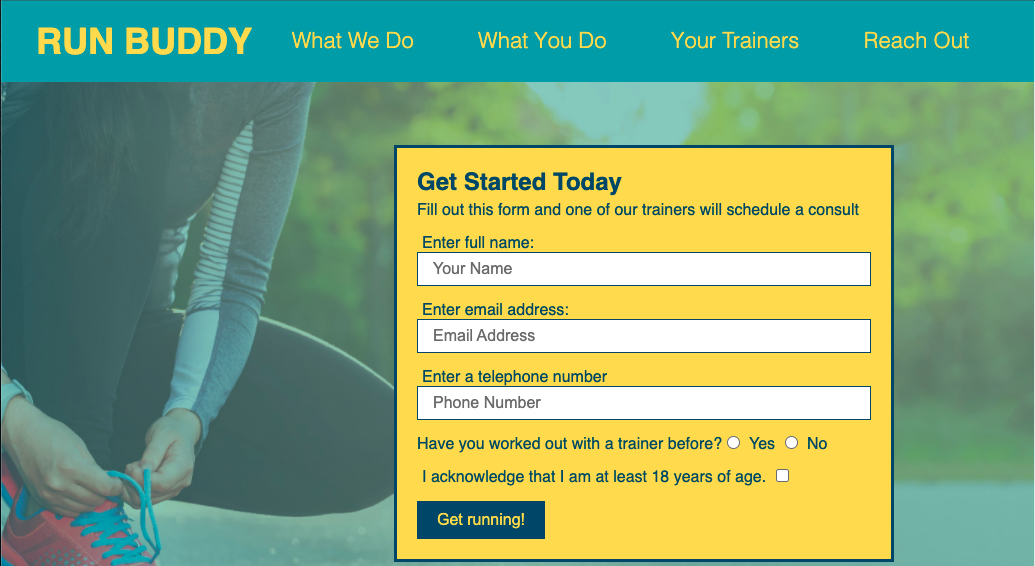 RUN BUDDY What We Do What You Do Your Trainers Reach Out
Get Started Today
Fill out this form and one of our trainers will schedule a consult
Enter full name:
Your Name
Enter email address:
Email Address
Enter a telephone number
Phone Number
Have you worked out with a trainer before? Yes No
I acknowledge that I am at least 18 years of age.
Get running!